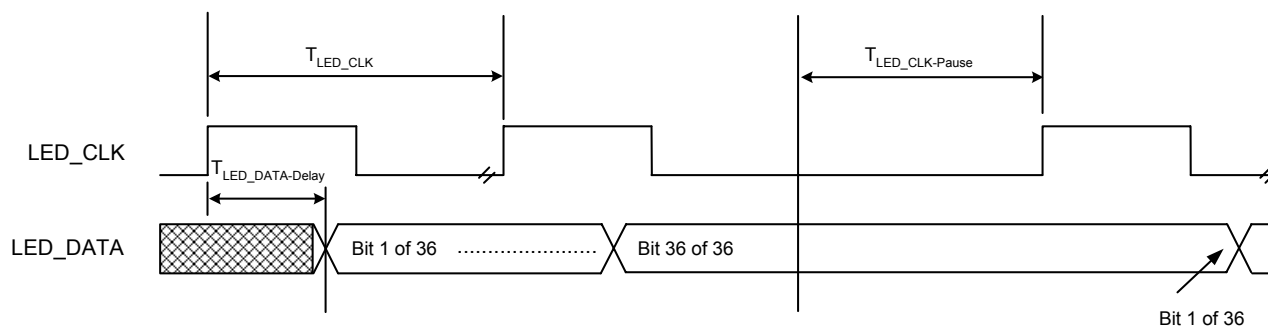 T_LED_CLK
T_LED_CLK-Pause
LED_CLK
T_LED_DATA-Delay
LED_DATA
Bit 1 of 36 ........................ Bit 36 of 36
Bit 1 of 36